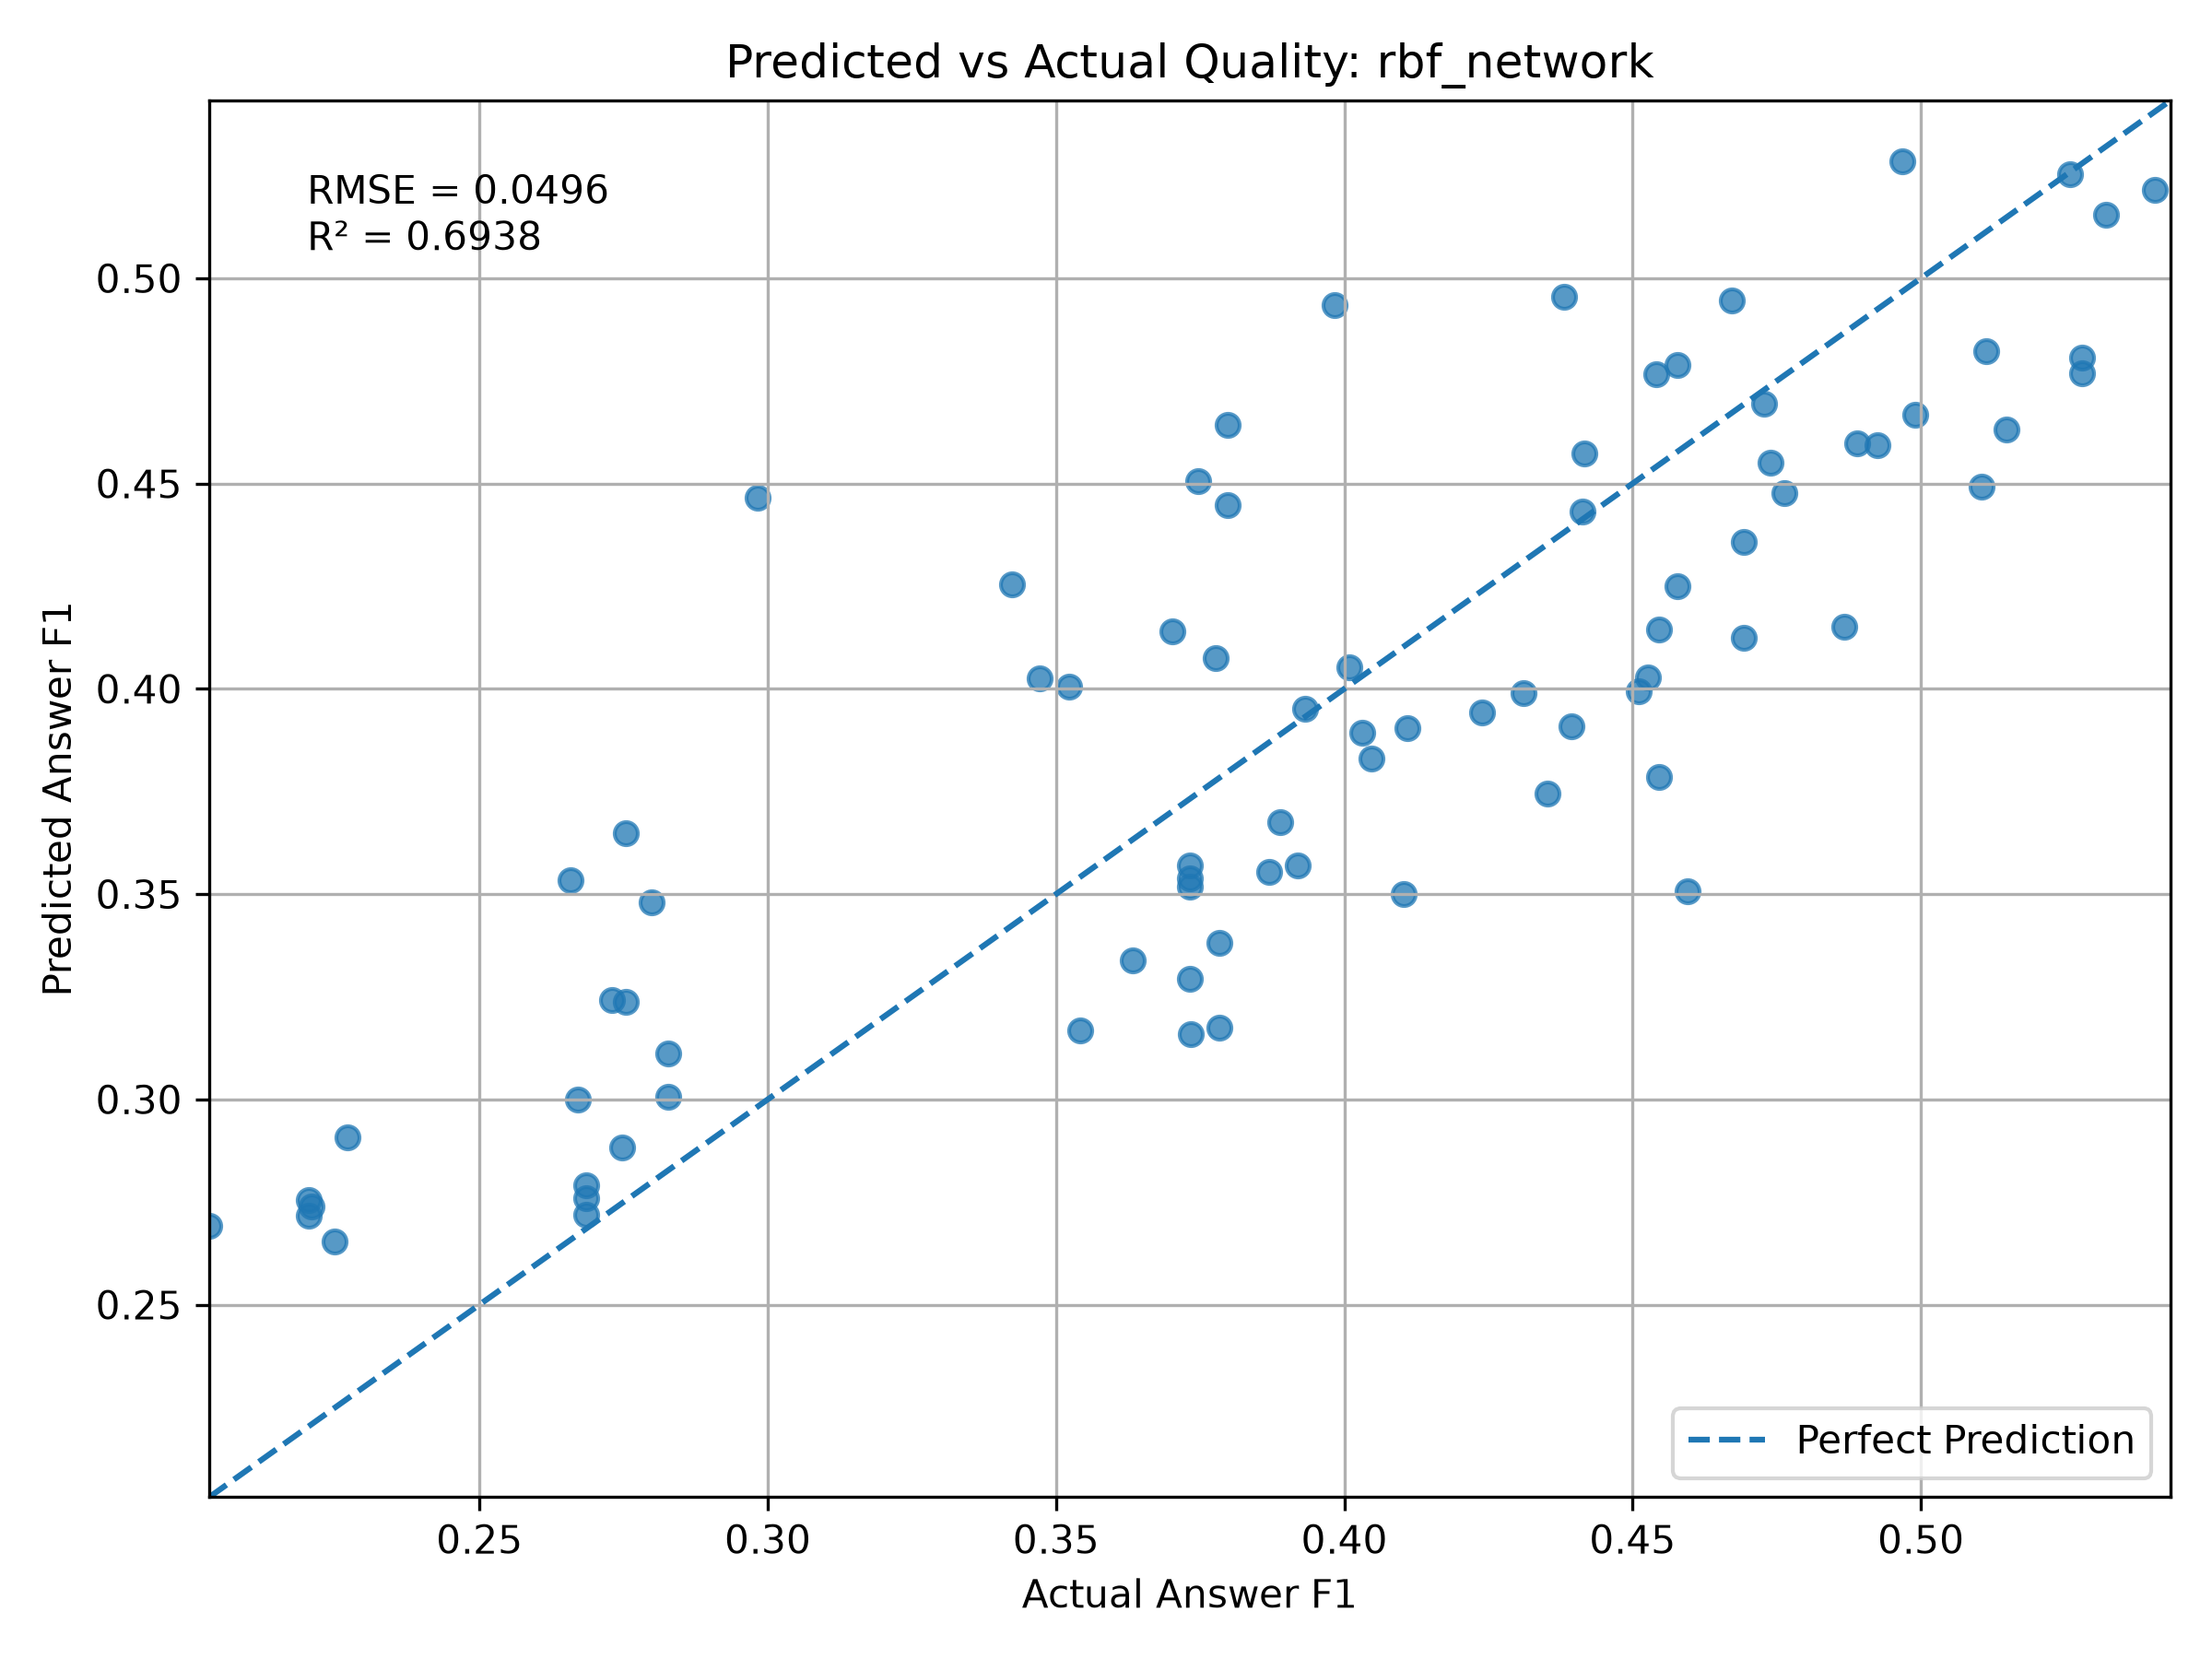 Predicted vs Actual Quality: rbf_network
RMSE = 0.0496
R² = 0.6938
0.50
0.45
0.40
0.35
0.30
0.25
Predicted Answer F1
Perfect Prediction
0.25 0.30 0.35 0.40 0.45 0.50
Actual Answer F1